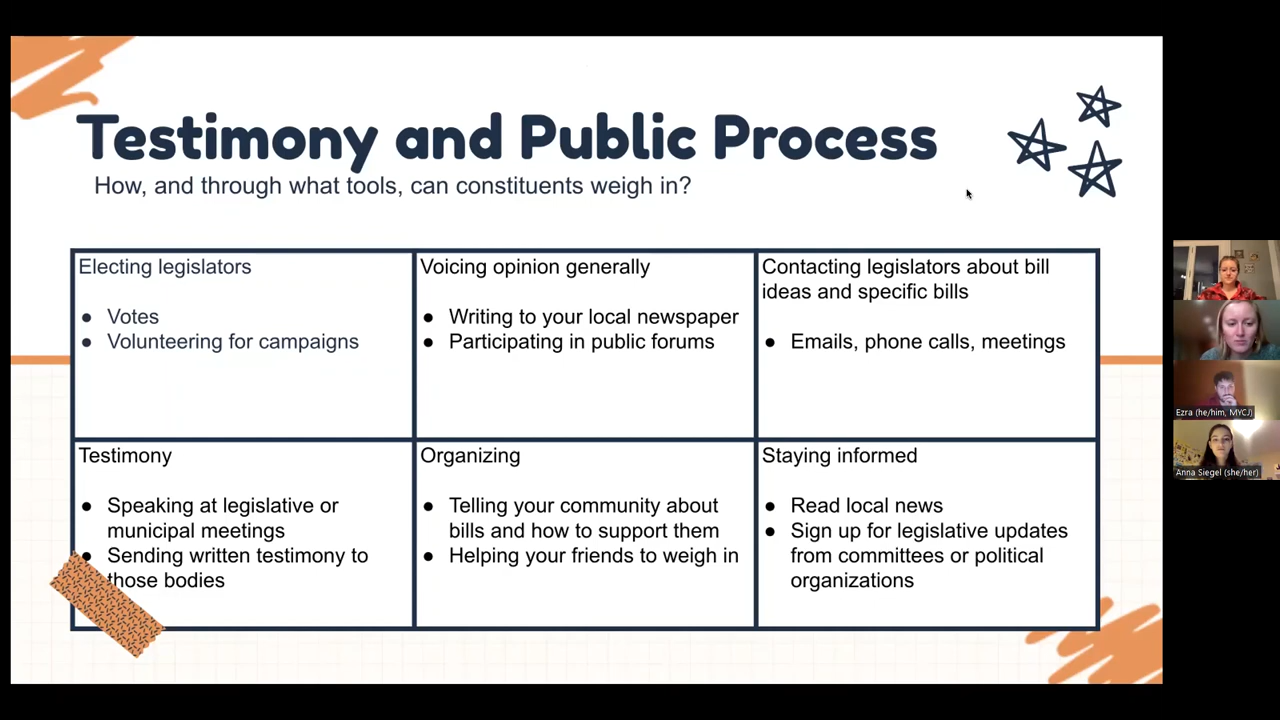 Testimony and Public Process
How, and through what tools, can constituents weigh in?
Electing legislators
● Votes
● Volunteering for campaigns
Voicing opinion generally
● Writing to your local newspaper
● Participating in public forums
Contacting legislators about bill
ideas and specific bills
● Emails, phone calls, meetings
Testimony
● Speaking at legislative or
municipal meetings
● Sending written testimony to
those bodies
Organizing
● Telling your community about
bills and how to support them
● Helping your friends to weigh in
Staying informed
● Read local news
● Sign up for legislative updates
from committees or political
organizations
Ezra (he/him, MYCJ)
Anna Siegel (she/her)